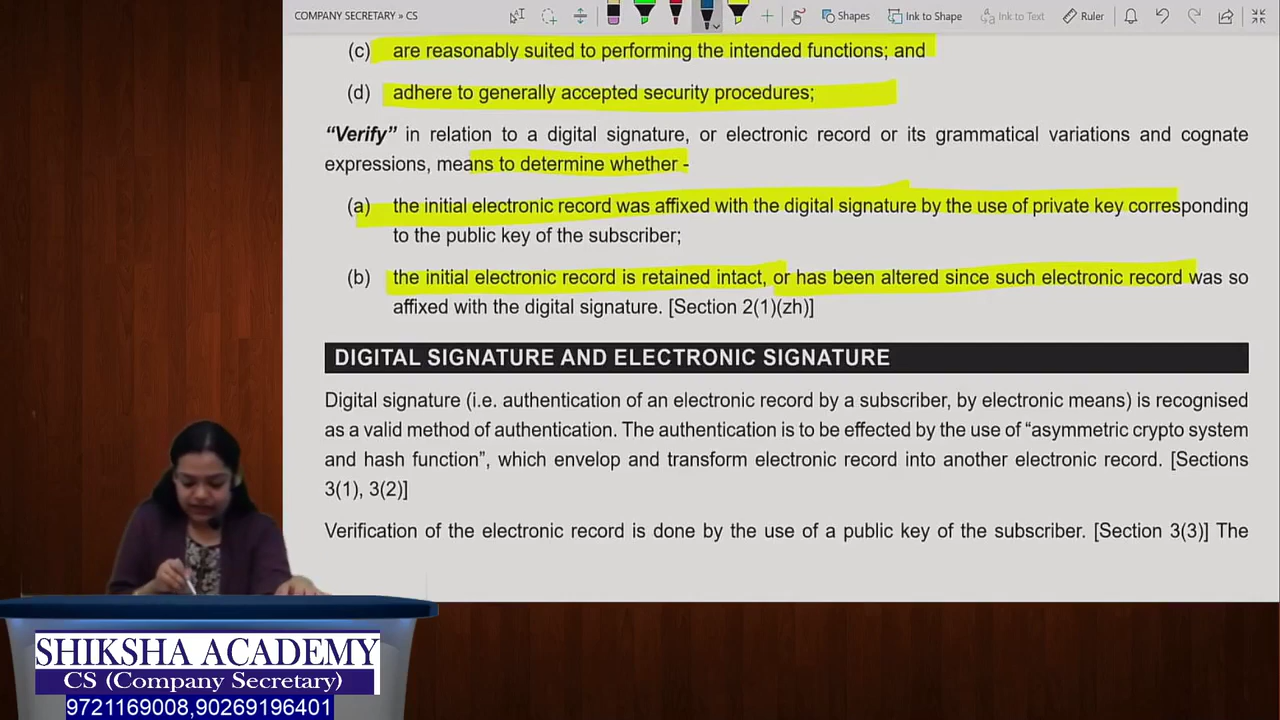 COMPANY SECRETARY » CS
Shapes
Ink to Shape
Ink to Text
Ruler
(c) are reasonably suited to performing the intended functions; and
(d) adhere to generally accepted security procedures;
“Verify” in relation to a digital signature, or electronic record or its grammatical variations and cognate
expressions, means to determine whether -
(a) the initial electronic record was affixed with the digital signature by the use of private key corresponding
to the public key of the subscriber;
(b) the initial electronic record is retained intact, or has been altered since such electronic record was so
affixed with the digital signature. [Section 2(1)(zh)]
DIGITAL SIGNATURE AND ELECTRONIC SIGNATURE
Digital signature (i.e. authentication of an electronic record by a subscriber, by electronic means) is recognised
as a valid method of authentication. The authentication is to be effected by the use of “asymmetric crypto system
and hash function”, which envelop and transform electronic record into another electronic record. [Sections
3(1), 3(2)]
Verification of the electronic record is done by the use of a public key of the subscriber. [Section 3(3)] The
SHIKSHA ACADEMY
CS (Company Secretary)
9721169008,90269196401